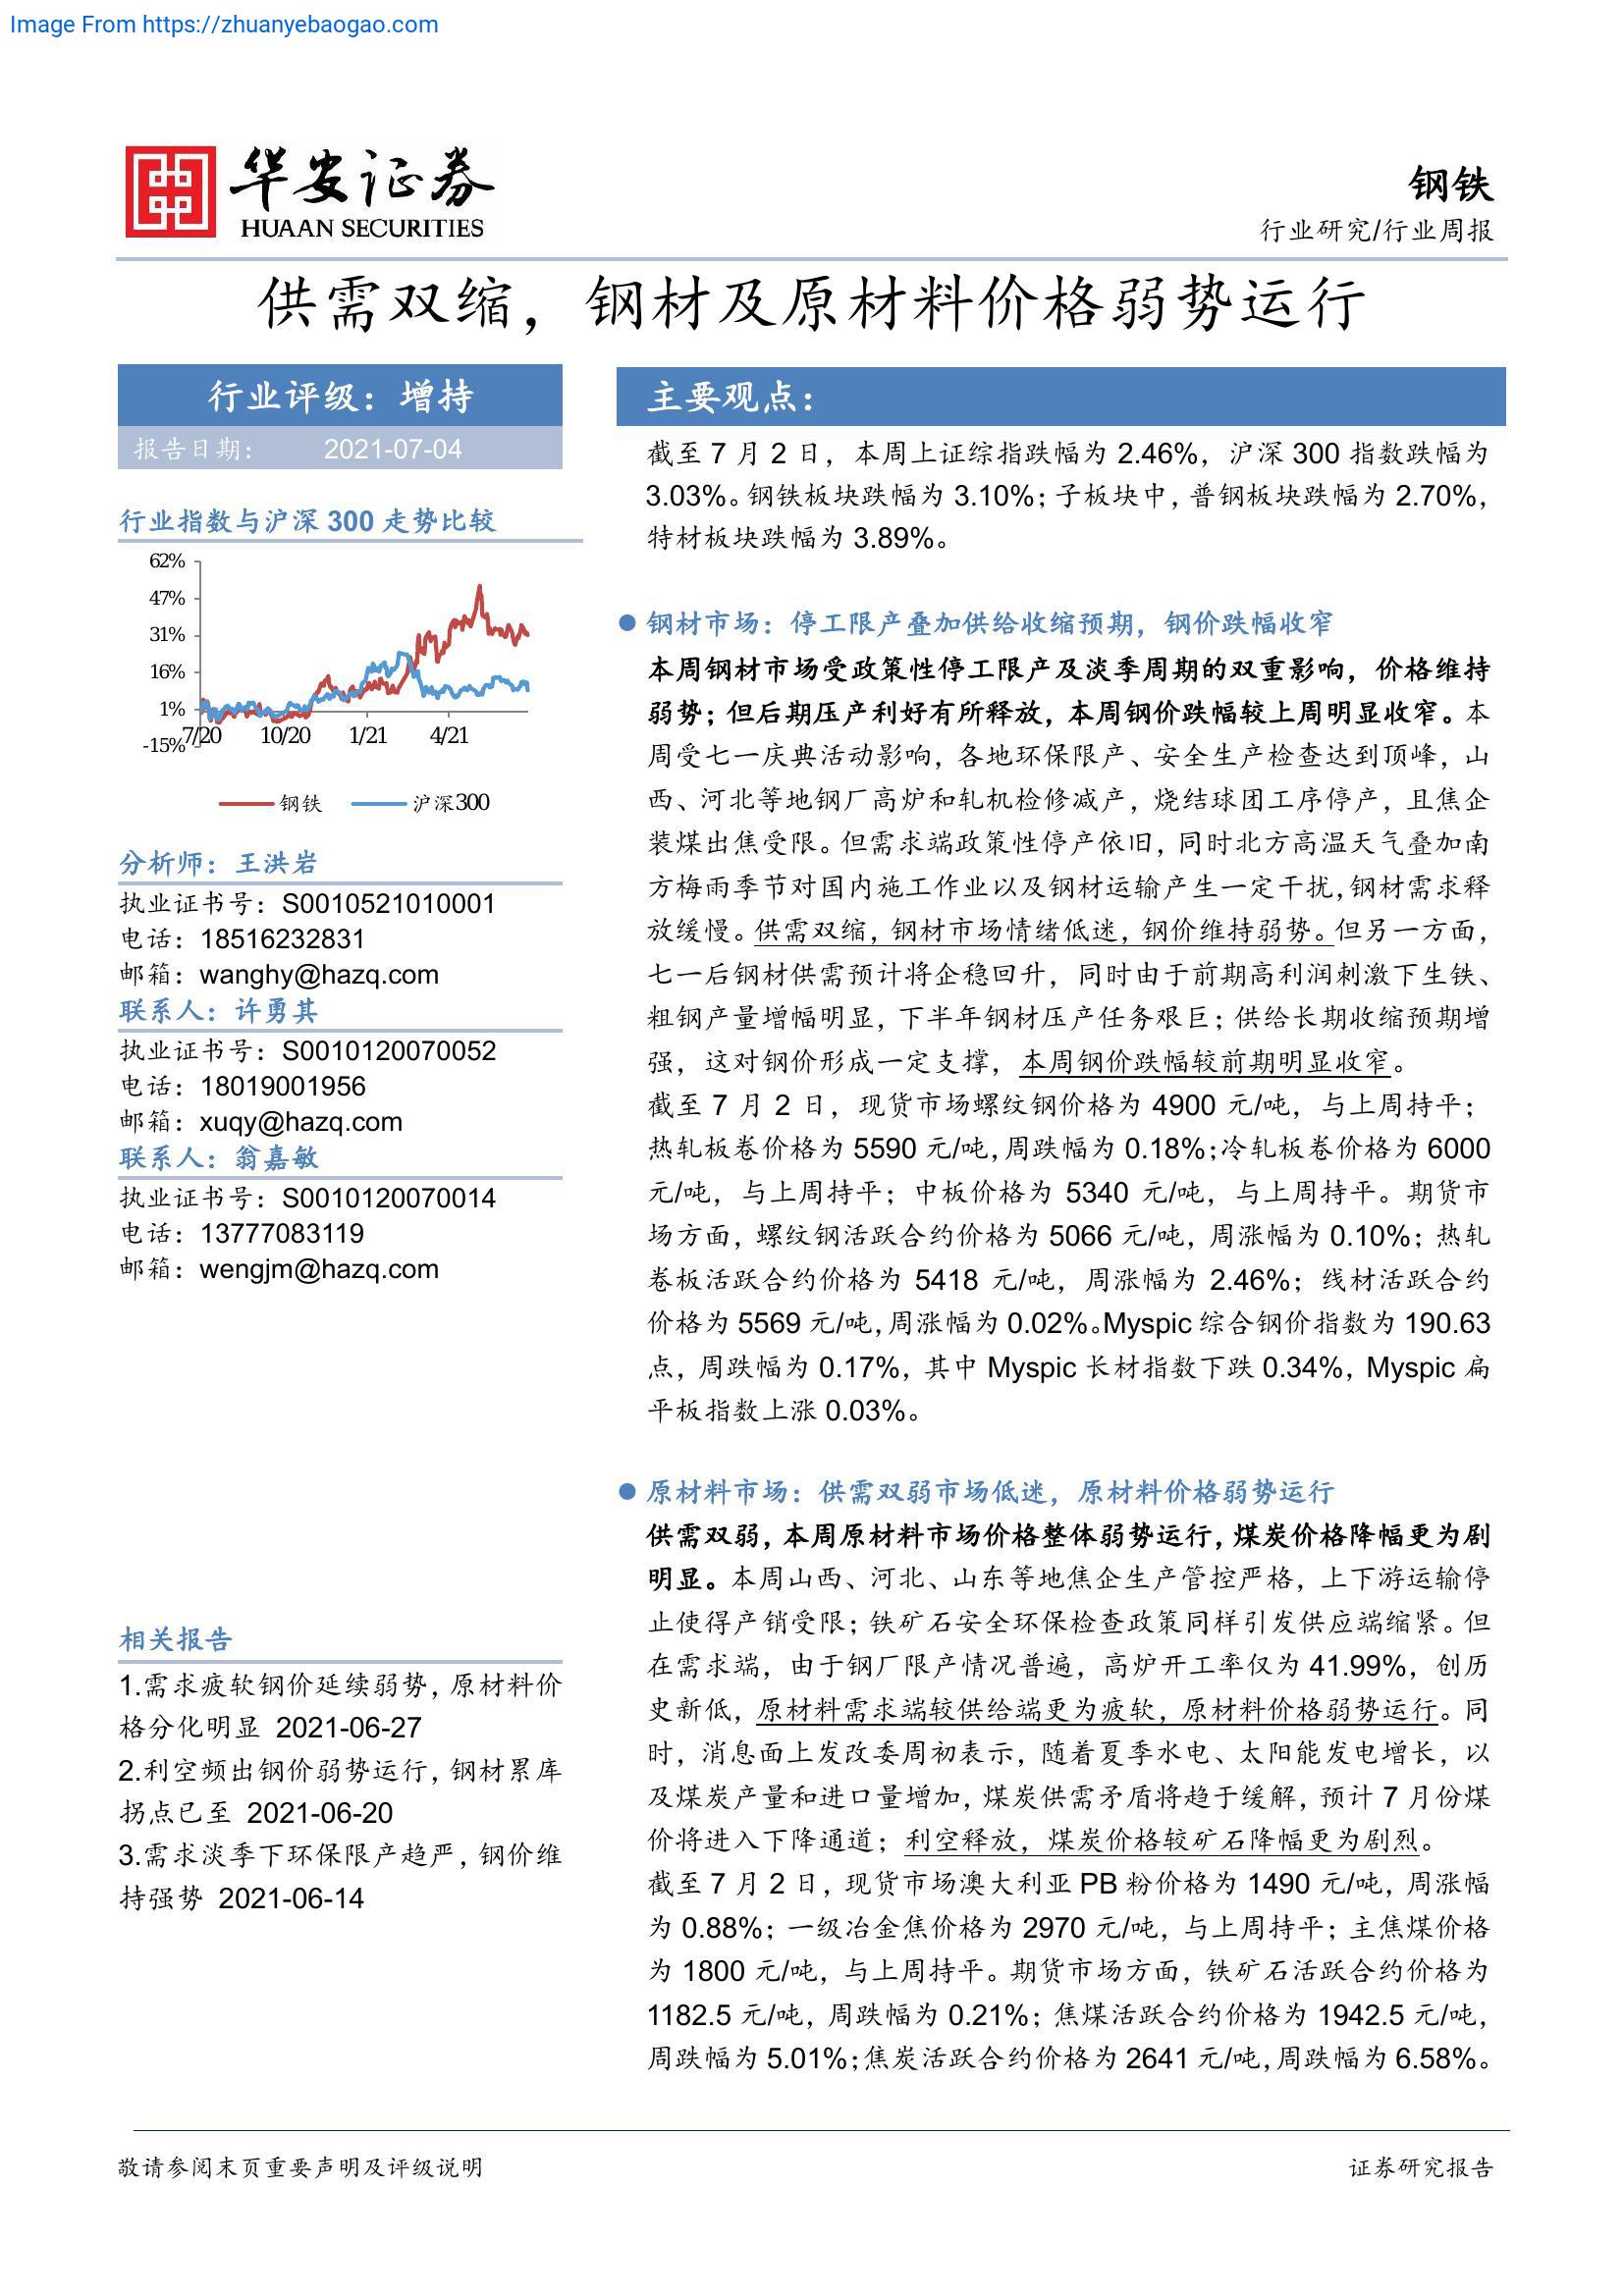 Image From https://zhuanyebaogao.com
华安证券
HUAAN SECURITIES
钢铁
行业研究/行业周报
供需双缩，钢材及原材料价格弱势运行
行业评级：增持
报告日期： 2021-07-04
行业指数与沪深 300 走势比较
62%
47%
31%
16%
1%
-15%
7/20 10/20 1/21 4/21
钢铁 沪深300
分析师：王洪岩
执业证书号：S0010521010001
电话：18516232831
邮箱：wanghy@hazq.com
联系人：许勇其
执业证书号：S0010120070052
电话：18019001956
邮箱：xuqy@hazq.com
联系人：翁嘉敏
执业证书号：S0010120070014
电话：13777083119
邮箱：wengjm@hazq.com
相关报告
1.需求疲软钢价延续弱势，原材料价
格分化明显 2021-06-27
2.利空频出钢价弱势运行，钢材累库
拐点已至 2021-06-20
3.需求淡季下环保限产趋严，钢价维
持强势 2021-06-14
主要观点：
截至 7 月 2 日，本周上证综指跌幅为 2.46%，沪深 300 指数跌幅为
3.03%。钢铁板块跌幅为 3.10%；子板块中，普钢板块跌幅为 2.70%，
特材板块跌幅为 3.89%。
● 钢材市场：停工限产叠加供给收缩预期，钢价跌幅收窄
本周钢材市场受政策性停工限产及淡季周期的双重影响，价格维持
弱势；但后期压产利好有所释放，本周钢价跌幅较上周明显收窄。本
周受七一庆典活动影响，各地环保限产、安全生产检查达到顶峰，山
西、河北等地钢厂高炉和轧机检修减产，烧结球团工序停产，且焦企
装煤出焦受限。但需求端政策性停产依旧，同时北方高温天气叠加南
方梅雨季节对国内施工作业以及钢材运输产生一定干扰，钢材需求释
放缓慢。供需双缩，钢材市场情绪低迷，钢价维持弱势。但另一方面，
七一后钢材供需预计将企稳回升，同时由于前期高利润刺激下生铁、
粗钢产量增幅明显，下半年钢材压产任务艰巨；供给长期收缩预期增
强，这对钢价形成一定支撑，本周钢价跌幅较前期明显收窄。
截至 7 月 2 日，现货市场螺纹钢价格为 4900 元/吨，与上周持平；
热轧板卷价格为 5590 元/吨，周跌幅为 0.18%；冷轧板卷价格为 6000
元/吨，与上周持平；中板价格为 5340 元/吨，与上周持平。期货市
场方面，螺纹钢活跃合约价格为 5066 元/吨，周涨幅为 0.10%；热轧
卷板活跃合约价格为 5418 元/吨，周涨幅为 2.46%；线材活跃合约
价格为 5569 元/吨，周涨幅为 0.02%。Myspic 综合钢价指数为 190.63
点，周跌幅为 0.17%，其中 Myspic 长材指数下跌 0.34%，Myspic 扁
平板指数上涨 0.03%。
● 原材料市场：供需双弱市场低迷，原材料价格弱势运行
供需双弱，本周原材料市场价格整体弱势运行，煤炭价格降幅更为剧
明显。本周山西、河北、山东等地焦企生产管控严格，上下游运输停
止使得产销受限；铁矿石安全环保检查政策同样引发供应端缩紧。但
在需求端，由于钢厂限产情况普遍，高炉开工率仅为 41.99%，创历
史新低，原材料需求端较供给端更为疲软，原材料价格弱势运行。同
时，消息面上发改委周初表示，随着夏季水电、太阳能发电增长，以
及煤炭产量和进口量增加，煤炭供需矛盾将趋于缓解，预计 7 月份煤
价将进入下降通道；利空释放，煤炭价格较矿石降幅更为剧烈。
截至 7 月 2 日，现货市场澳大利亚 PB 粉价格为 1490 元/吨，周涨幅
为 0.88%；一级冶金焦价格为 2970 元/吨，与上周持平；主焦煤价格
为 1800 元/吨，与上周持平。期货市场方面，铁矿石活跃合约价格为
1182.5 元/吨，周跌幅为 0.21%；焦煤活跃合约价格为 1942.5 元/吨，
周跌幅为 5.01%；焦炭活跃合约价格为 2641 元/吨，周跌幅为 6.58%。
敬请参阅末页重要声明及评级说明
证券研究报告